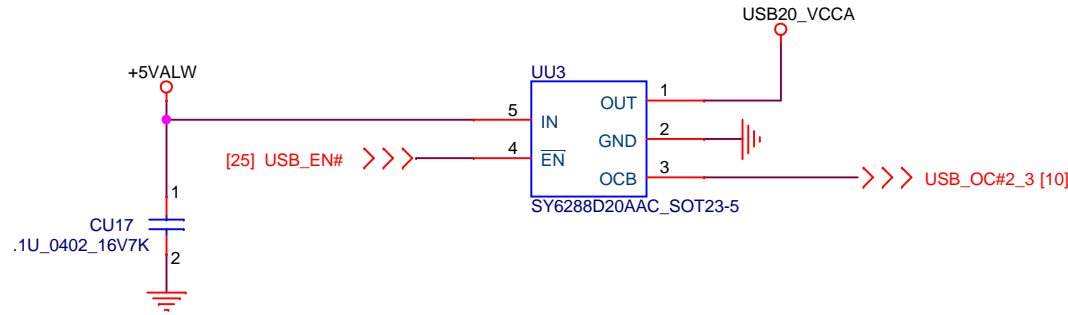 USB20_VCCA
+5VALW
UU3
5 IN
OUT 1
GND 2
[25] USB_EN#
4 EN
OCB 3
USB_OC#2_3 [10]
SY6288D20AAC_SOT23-5
1
CU17
.1U_0402_16V7K
2